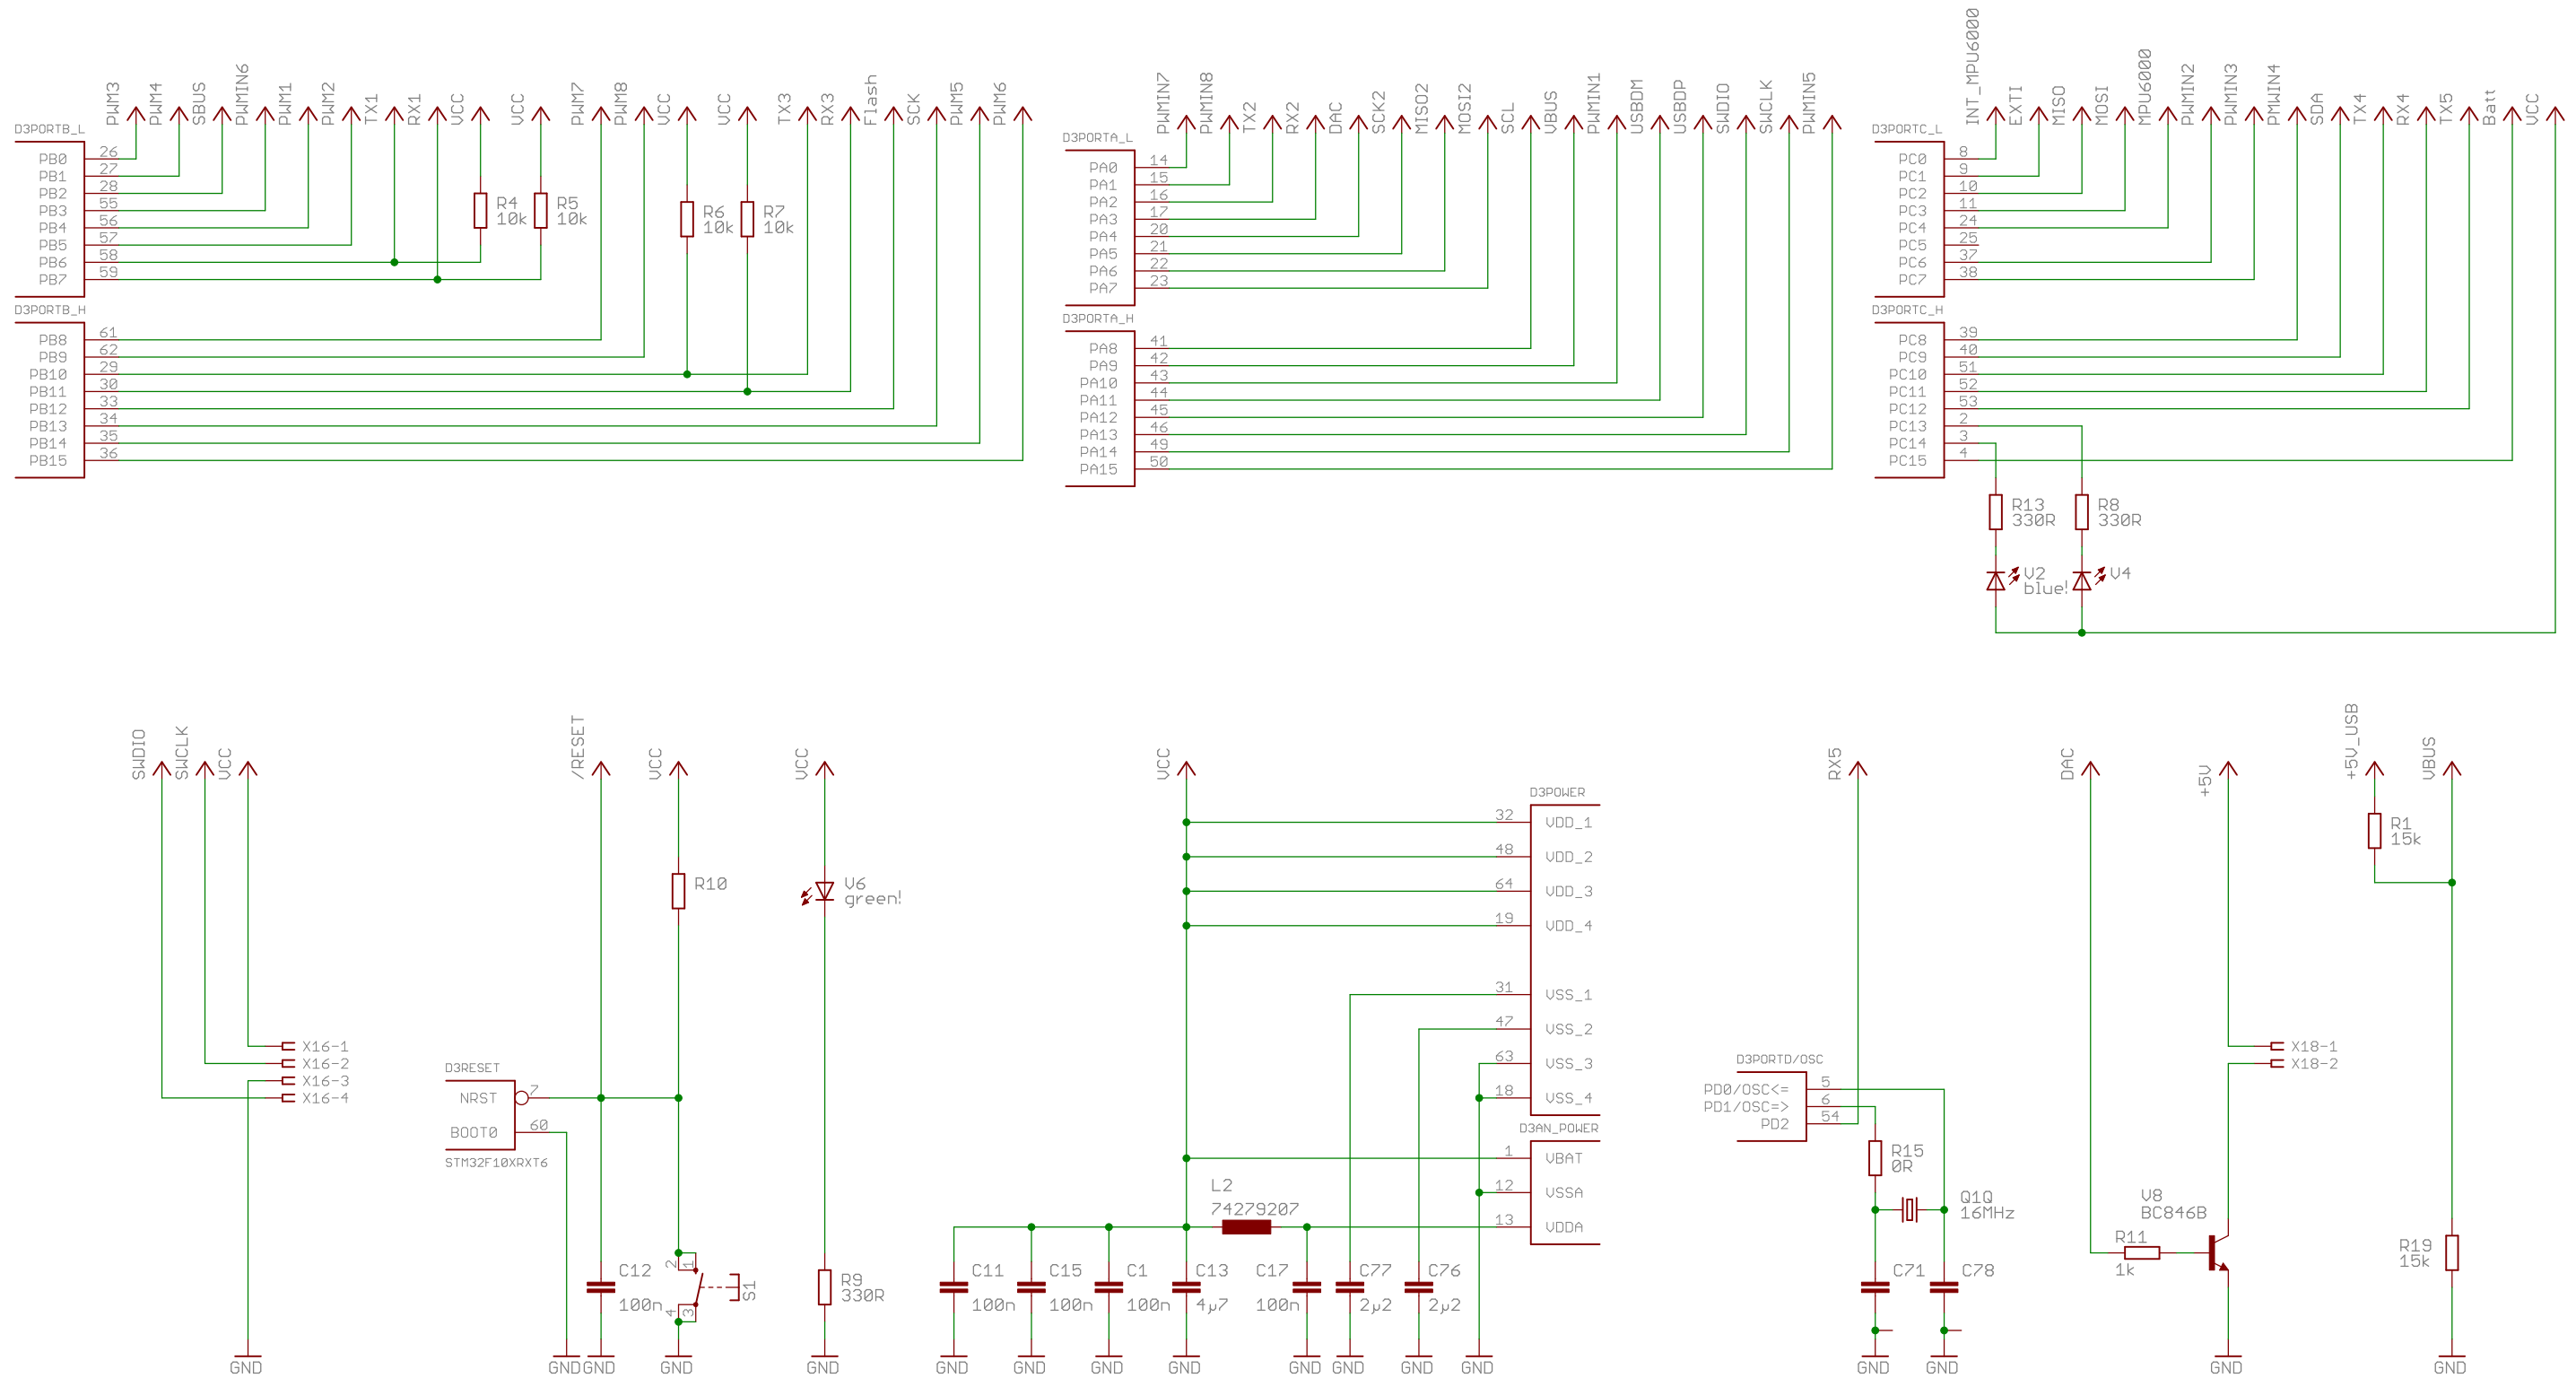 PWM3
PWM4
SBUS
PWMIN6
PWM1
PWM2
TX1
RX1
VCC
VCC
PWM7
PWM8
VCC
VCC
TX3
RX3
Flash
SCK
PWM5
PWM6
D3PORTB_L
PB0 26
PB1 27
PB2 28
PB3 55
PB4 56
PB5 57
PB6 58
PB7 59
R4
10k
R5
10k
R6
10k
R7
10k
D3PORTB_H
PB8 61
PB9 62
PB10 29
PB11 30
PB12 33
PB13 34
PB14 35
PB15 36
PWMIN7
PWMIN8
TX2
RX2
DAC
SCK2
MISO2
MOSI2
SCL
VBUS
PWMIN1
USBDM
USBDP
SWDIO
SWCLK
PWMIN5
D3PORTA_L
PA0 14
PA1 15
PA2 16
PA3 17
PA4 20
PA5 21
PA6 22
PA7 23
D3PORTA_H
PA8 41
PA9 42
PA10 43
PA11 44
PA12 45
PA13 46
PA14 49
PA15 50
INT_MPU6000
EXTI
MISO
MOSI
MPU6000
PWMIN2
PWMIN3
PMWIN4
SDA
TX4
RX4
TX5
Batt
VCC
D3PORTC_L
PC0 8
PC1 9
PC2 10
PC3 11
PC4 24
PC5 25
PC6 37
PC7 38
D3PORTC_H
PC8 39
PC9 40
PC10 51
PC11 52
PC12 53
PC13 2
PC14 3
PC15 4
R13
330R
R8
330R
V2
blue!
V4
SWDIO
SWCLK
VCC
X16-1
X16-2
X16-3
X16-4
GND
/RESET
VCC
R10
D3RESET
NRST 7
BOOT0 60
STM32F10XRXT6
C12
100n
2
1
4
3
S1
GND
GND
GND
VCC
V6
green!
R9
330R
GND
VCC
D3POWER
32 VDD_1
48 VDD_2
64 VDD_3
19 VDD_4
31 VSS_1
47 VSS_2
63 VSS_3
18 VSS_4
D3AN_POWER
1 VBAT
12 VSSA
13 VDDA
L2
74279207
C11
100n
C15
100n
C1
100n
C13
4µ7
C17
100n
C77
2µ2
C76
2µ2
GND
GND
GND
GND
GND
GND
GND
GND
RX5
D3PORTD/OSC
PD0/OSC<= 5
PD1/OSC=> 6
PD2 54
R15
0R
Q1Q
16MHz
C71
C78
GND
GND
DAC
+5V
X18-1
X18-2
V8
BC846B
R11
1k
GND
+5V_USB
VBUS
R1
15k
R19
15k
GND